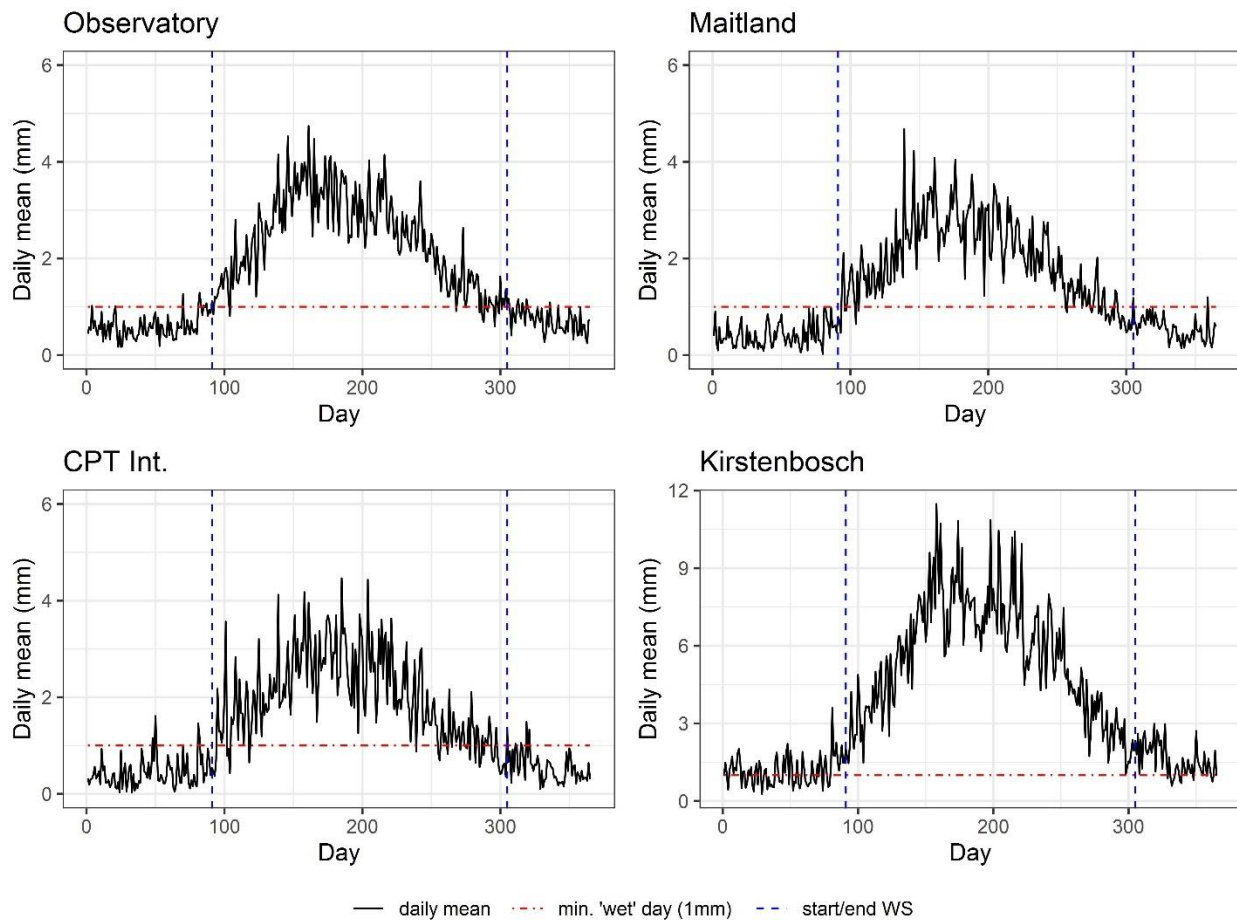 Observatory
Maitland
6
4
2
0
Daily mean (mm)
0 100 200 300
Day
6
4
2
0
Daily mean (mm)
0 100 200 300
Day
CPT Int.
Kirstenbosch
6
4
2
0
Daily mean (mm)
0 100 200 300
Day
12
9
6
3
0
Daily mean (mm)
0 100 200 300
Day
daily mean min. 'wet' day (1mm) start/end WS